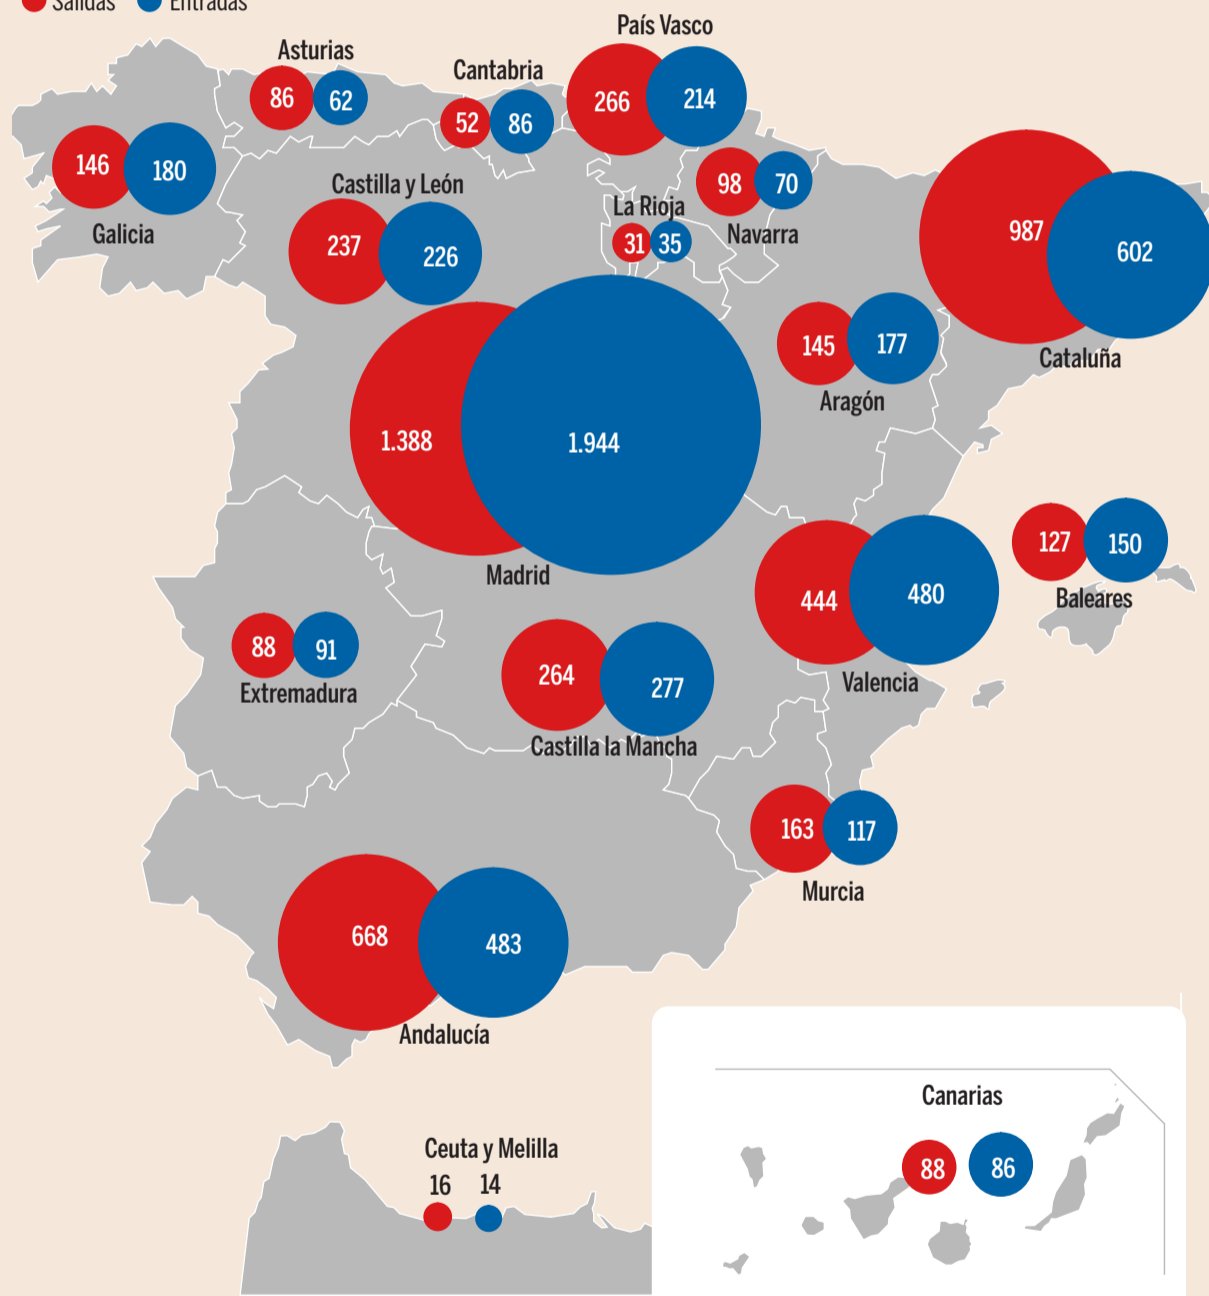 Salidas Entradas
País Vasco
266 214
Asturias
86 62
Cantabria
52 86
Galicia
146 180
Castilla y León
237 226
La Rioja
31 35
98 70
Navarra
987 602
Cataluña
145 177
Aragón
1.388 1.944
Madrid
127 150
Baleares
444 480
Valencia
88 91
Extremadura
264 277
Castilla la Mancha
163 117
Murcia
668 483
Andalucía
Canarias
88 86
Ceuta y Melilla
16 14